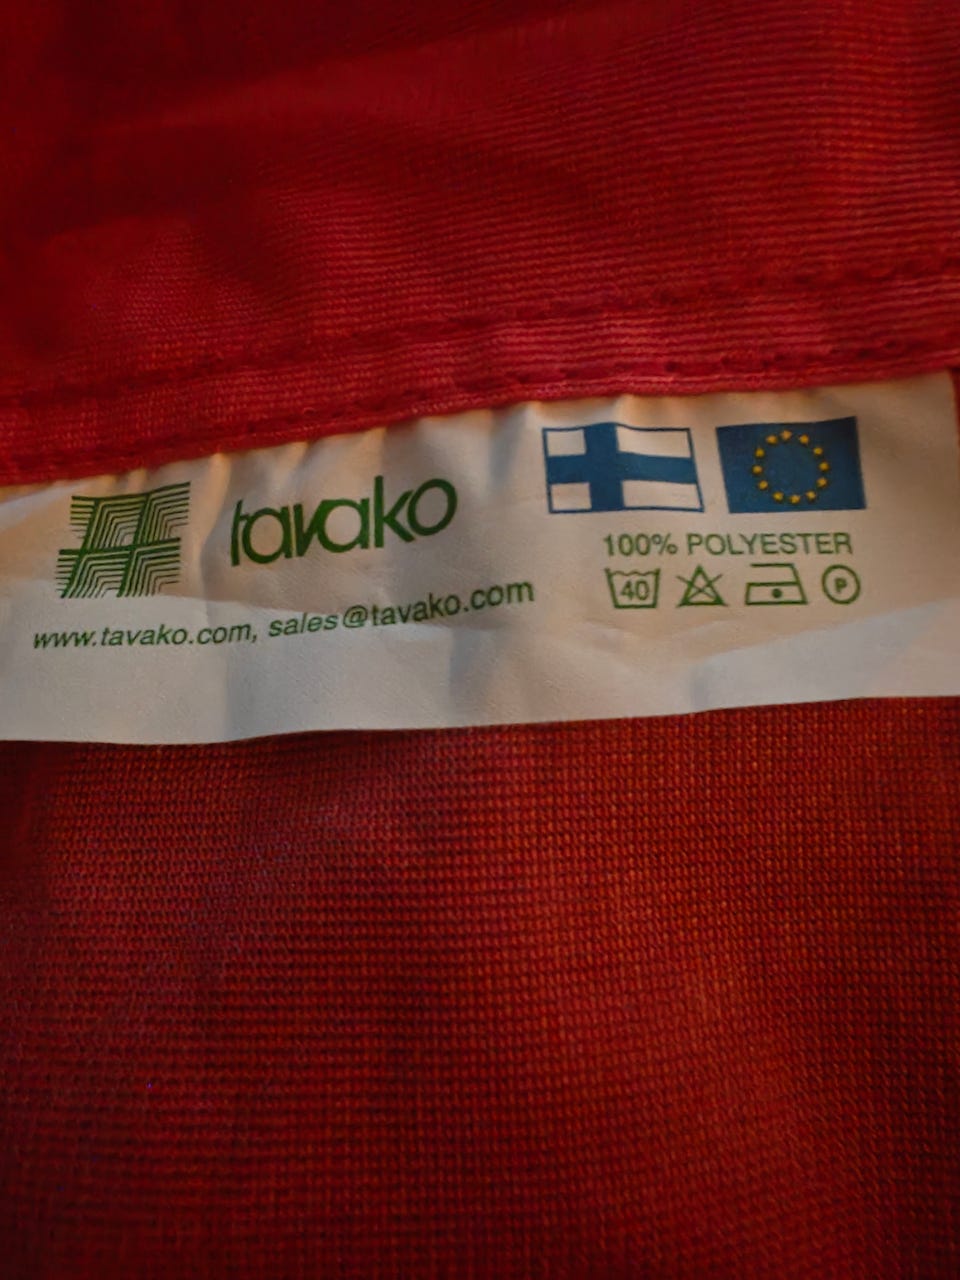 tavako
www.tavako.com, sales@tavako.com
100% POLYESTER
40 P